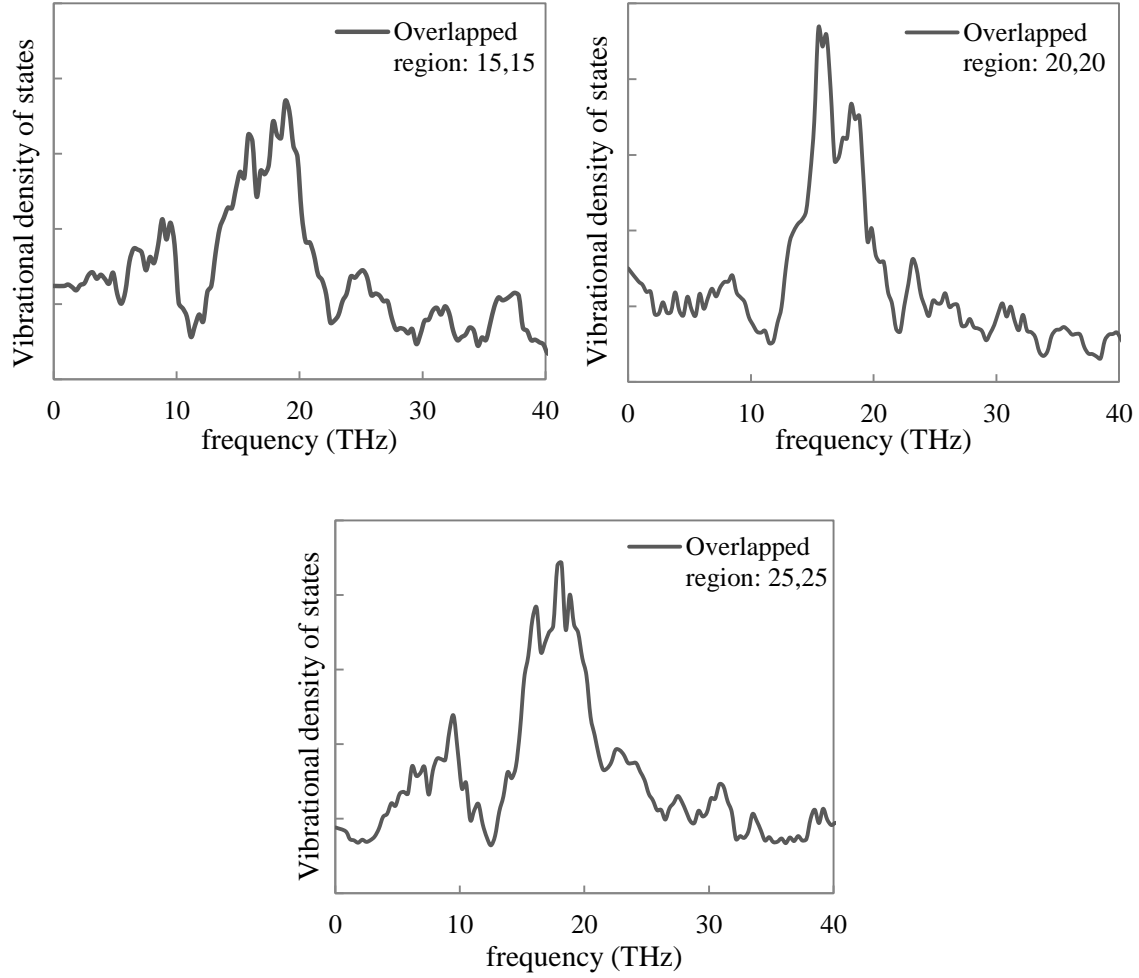 Vibrational density of states
Overlapped
region: 15,15
0 10 20 30 40
frequency (THz)
Vibrational density of states
Overlapped
region: 20,20
0 10 20 30 40
frequency (THz)
Vibrational density of states
Overlapped
region: 25,25
0 10 20 30 40
frequency (THz)